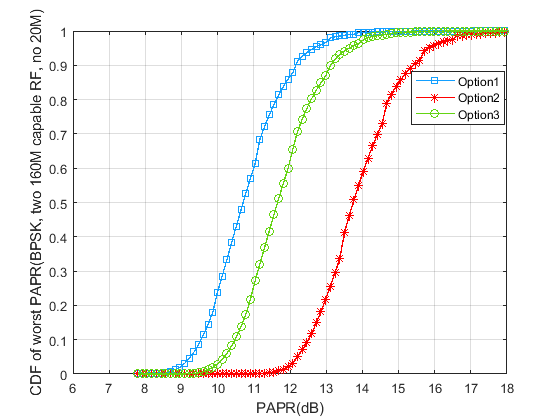 CDF of worst PAPR(BPSK, two 160M capaible RF, no 20M)
1
0.9
0.8
0.7
0.6
0.5
0.4
0.3
0.2
0.1
0
Option1
Option2
Option3
6 7 8 9 10 11 12 13 14 15 16 17 18
PAPR(dB)